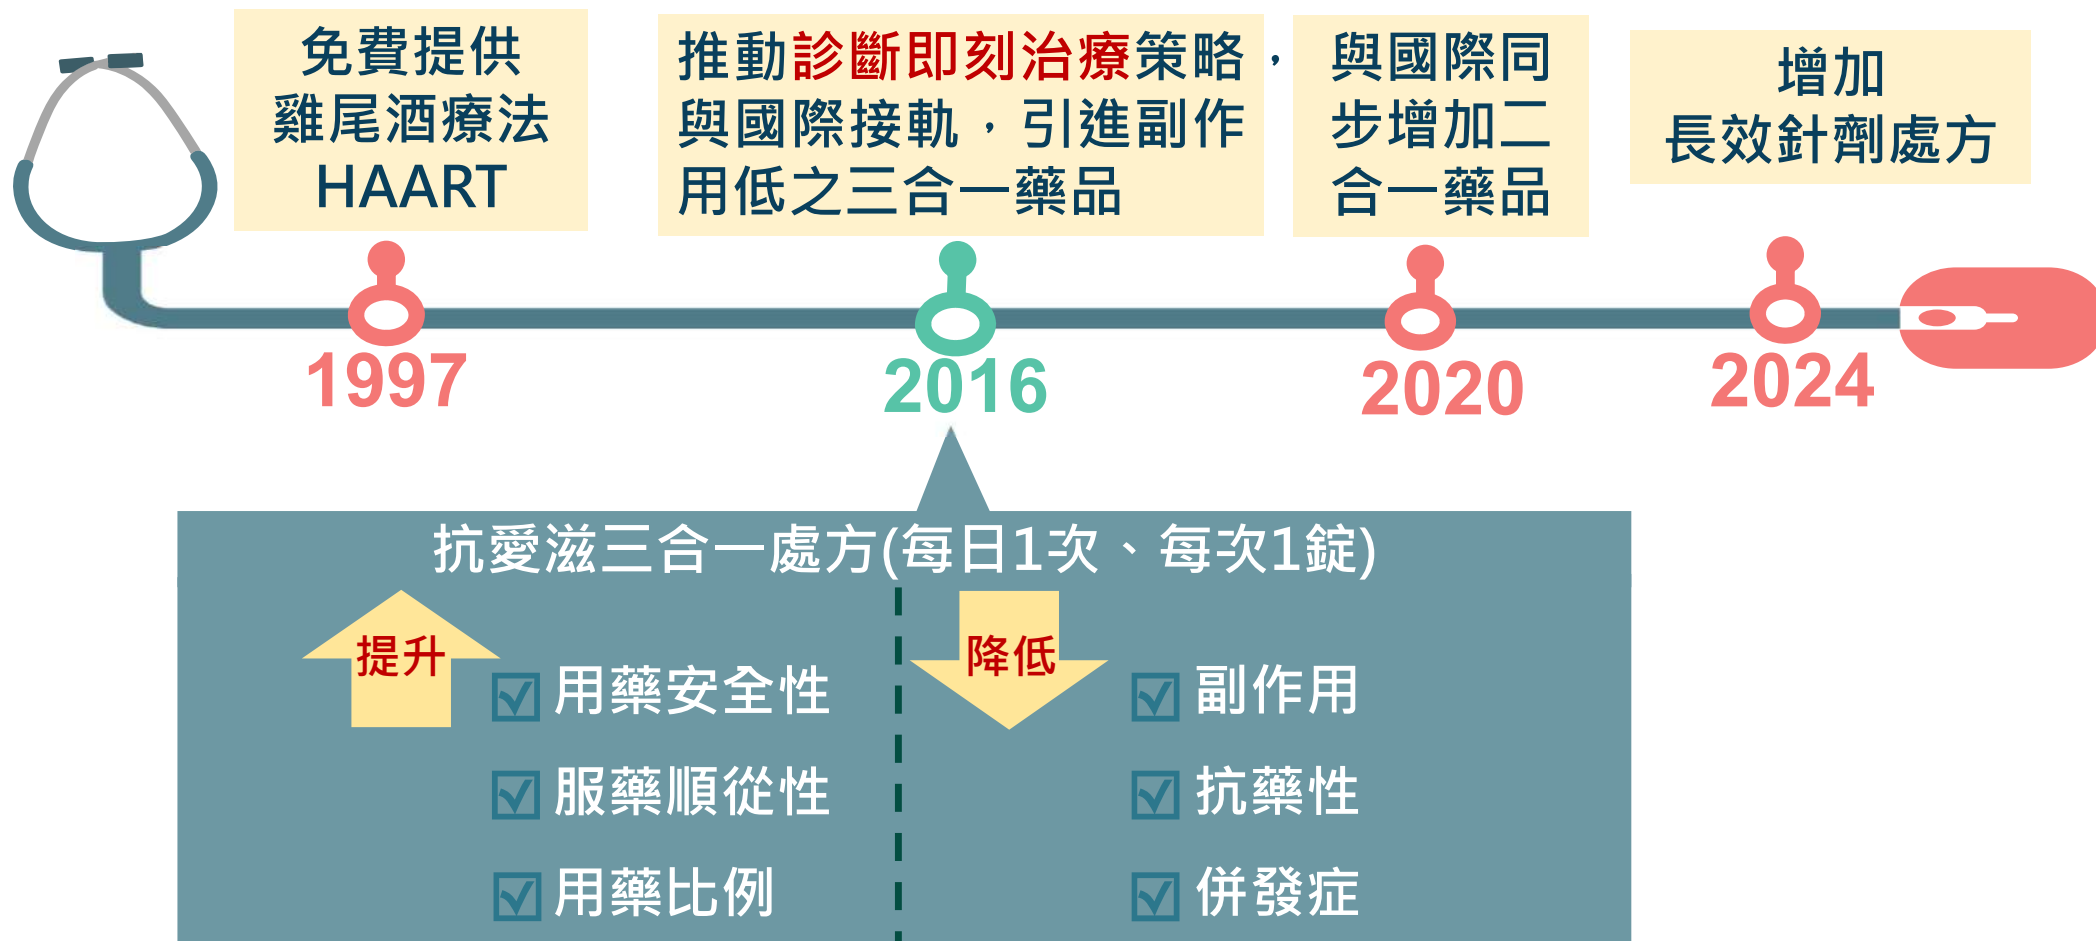 免費提供
雞尾酒療法
HAART
推動診斷即刻治療策略，
與國際接軌，引進副作
用低之三合一藥品
與國際同
步增加二
合一藥品
增加
長效針劑處方
1997
2016
2020
2024
抗愛滋三合一處方(每日1次、每次1錠)
提升
用藥安全性
服藥順從性
用藥比例
降低
副作用
抗藥性
併發症